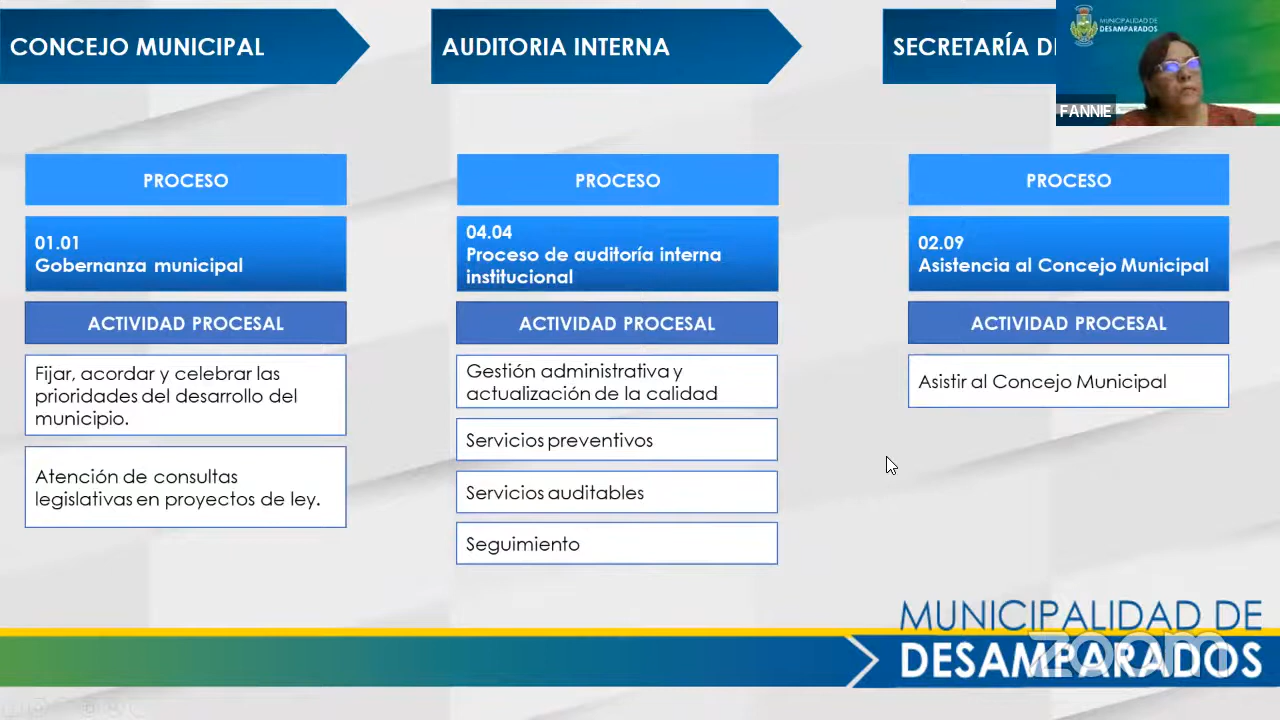 CONCEJO MUNICIPAL
AUDITORIA INTERNA
SECRETARÍA
MUNICIPALIDAD DE
DESAMPARADOS
FANNIE
PROCESO
01.01
Gobernanza municipal
ACTIVIDAD PROCESAL
Fijar, acordar y celebrar las
prioridades del desarrollo del
municipio.
Atención de consultas
legislativas en proyectos de ley.
PROCESO
04.04
Proceso de auditoría interna
institucional
ACTIVIDAD PROCESAL
Gestión administrativa y
actualización de la calidad
Servicios preventivos
Servicios auditables
Seguimiento
PROCESO
02.09
Asistencia al Concejo Municipal
ACTIVIDAD PROCESAL
Asistir al Concejo Municipal
MUNICIPALIDAD DE
DESAMPARADOS
zoom